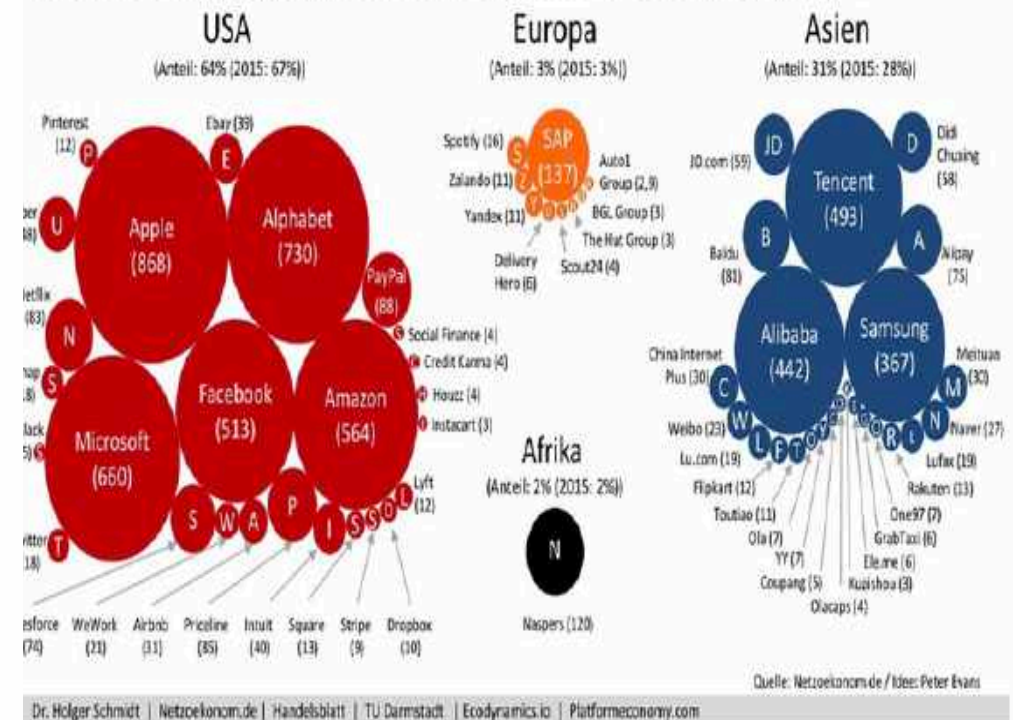 USA
(Anteil: 64% (2015: 67%))
Pinterest
(12)
P
Ebay (39)
E
U
Apple
(868)
Alphabet
(730)
PayPal
(88)
(83)
N
S
Social Finance (4)
Credit Karma (4)
Houzz (4)
Instacart (3)
Facebook
(513)
Amazon
(564)
Microsoft
(660)
Lyft
(12)
L
T
S
W
A
P
I
S
S
D
(74)
WeWork
(21)
Airbnb
(31)
Priceline
(85)
Intuit
(40)
Square
(13)
Stripe
(9)
Dropbox
(10)
Europa
(Anteil: 3% (2015: 3%))
Spotify (26)
S
SAP
(137)
Zalando (11)
Z
Yandex (11)
Y
Auto1
Group (2,9)
BGL Group (3)
The Hut Group (3)
Scout24 (4)
Delivery
Hero (6)
Afrika
(Anteil: 2% (2015: 2%))
N
Naspers (120)
Asien
(Anteil: 31% (2015: 28%))
JD
JD.com (59)
Tencent
(493)
D
Didi
Chuxing
(58)
B
Baidu
(81)
A
Alipay
(75)
Alibaba
(442)
Samsung
(367)
China Internet
Plus (30)
C
Meituan
(30)
M
Weibo (23)
W
Naver (27)
N
Lu.com (19)
L
Lufax (19)
L
Flipkart (12)
F
Rakuten (13)
R
Toutiao (11)
T
One97 (7)
Ola (7)
GrabTaxi (6)
YY (7)
Ele.me (6)
Coupang (5)
Kuaishou (3)
Olacaps (4)
Quelle: Netzoekonom.de / Idee: Peter Evans
Dr. Holger Schmidt | Netzoekonom.de | Handelsblatt | TU Darmstadt | Ecodynamics.io | Platformeconomy.com